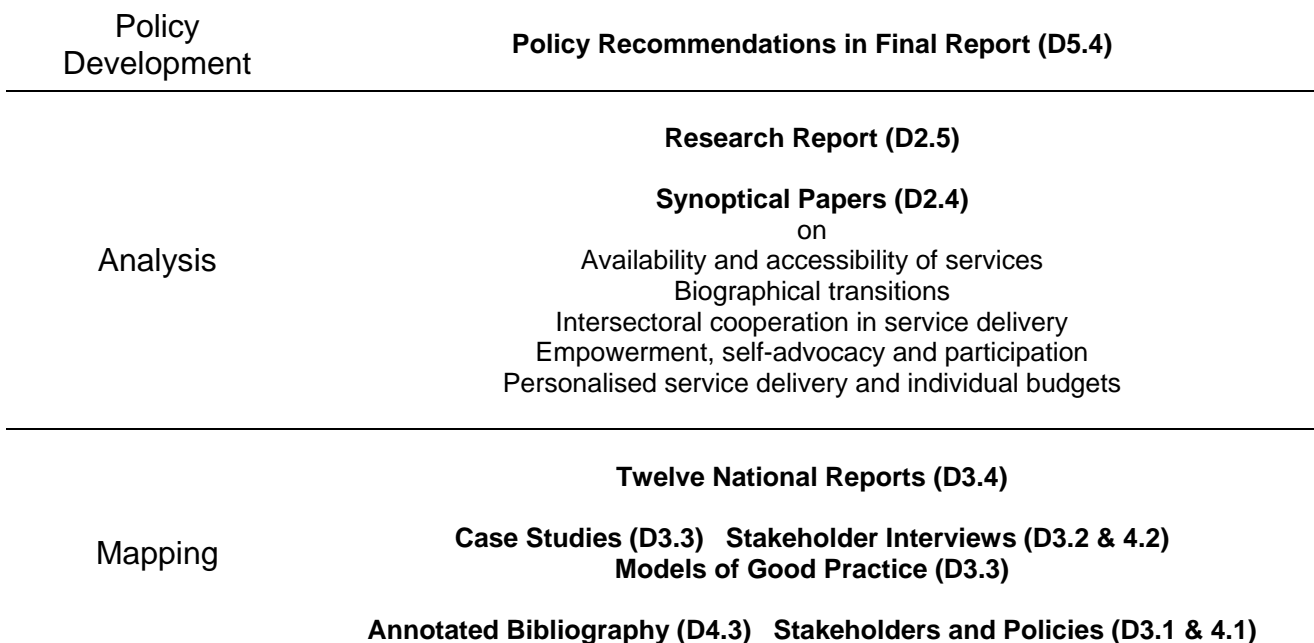 Policy
Development
Policy Recommendations in Final Report (D5.4)
Analysis
Research Report (D2.5)
Synoptical Papers (D2.4)
on
Availability and accessibility of services
Biographical transitions
Intersectoral cooperation in service delivery
Empowerment, self-advocacy and participation
Personalised service delivery and individual budgets
Mapping
Twelve National Reports (D3.4)
Case Studies (D3.3)   Stakeholder Interviews (D3.2 & 4.2)
Models of Good Practice (D3.3)
Annotated Bibliography (D4.3)   Stakeholders and Policies (D3.1 & 4.1)